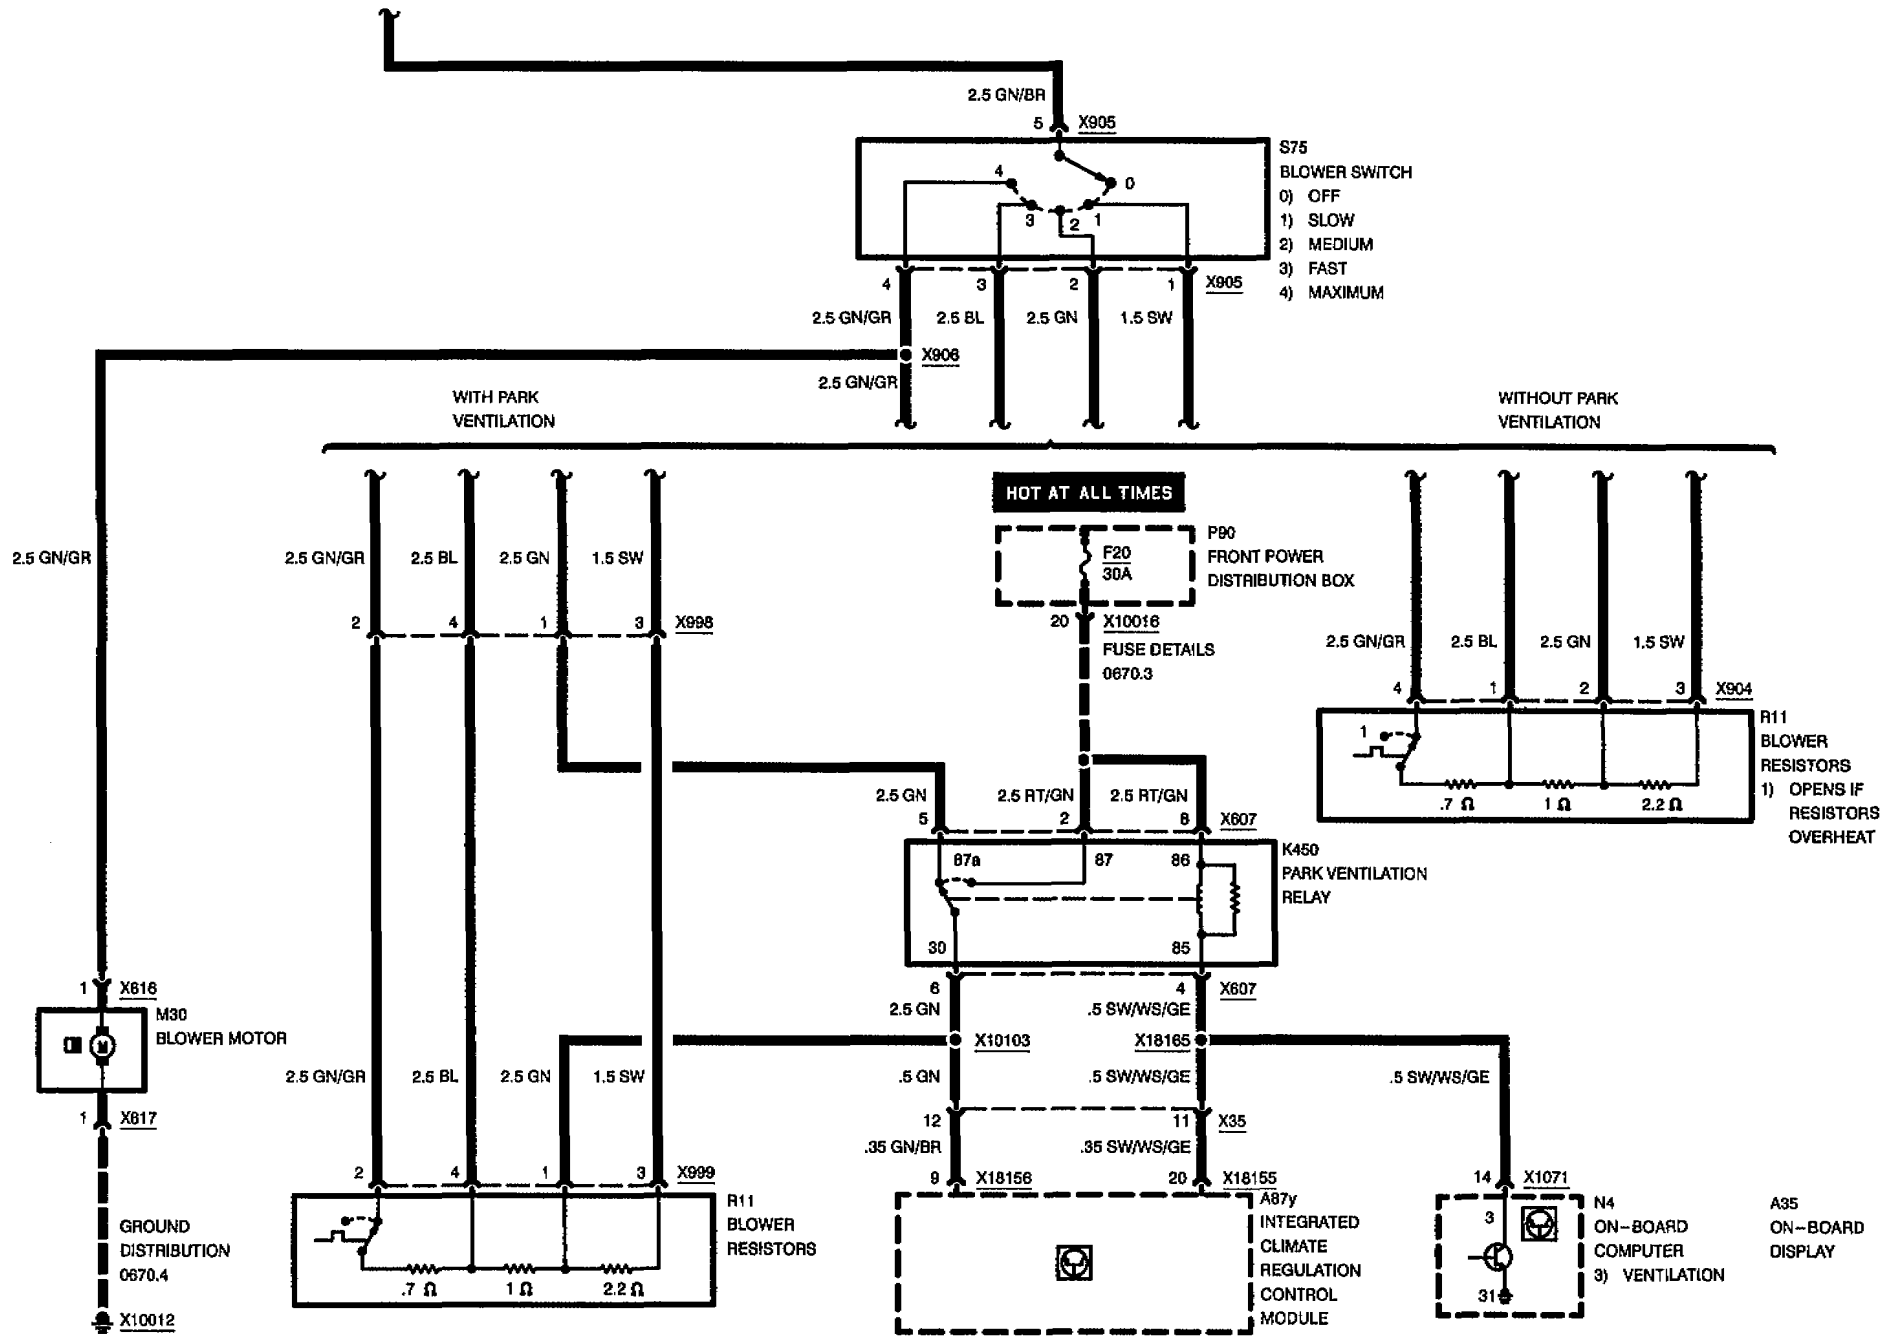 2.5 GN/BR
5 X905
S75
BLOWER SWITCH
0) OFF
1) SLOW
2) MEDIUM
3) FAST
4) MAXIMUM
4
0
3
2
1
4 3 2 1 X905
2.5 GN/GR 2.5 BL 2.5 GN 1.5 SW
X906
2.5 GN/GR
WITH PARK
VENTILATION
WITHOUT PARK
VENTILATION
HOT AT ALL TIMES
P90
FRONT POWER
DISTRIBUTION BOX
F20
30A
20 X10016
FUSE DETAILS
0670.3
2.5 GN/GR
2.5 GN/GR 2.5 BL 2.5 GN 1.5 SW
2 4 1 3 X998
2.5 GN/GR 2.5 BL 2.5 GN 1.5 SW
4 1 2 3 X904
R11
BLOWER
RESISTORS
1) OPENS IF
RESISTORS
OVERHEAT
1
.7 Ω 1 Ω 2.2 Ω
2.5 GN 2.5 RT/GN 2.5 RT/GN
5 2 8 X607
K450
PARK VENTILATION
RELAY
87a 87 86
30 85
6 4 X607
2.5 GN .5 SW/WS/GE
X10103 X18165
.5 GN .5 SW/WS/GE .5 SW/WS/GE
12 11 X35
.35 GN/BR .35 SW/WS/GE
9 X18156 20 X18155
A87y
INTEGRATED
CLIMATE
REGULATION
CONTROL
MODULE
14 X1071
3
31
N4
ON-BOARD
COMPUTER
3) VENTILATION
A35
ON-BOARD
DISPLAY
1 X616
M30
BLOWER MOTOR
M
1 X617
GROUND
DISTRIBUTION
0670.4
X10012
2.5 GN/GR 2.5 BL 2.5 GN 1.5 SW
2 4 1 3 X999
R11
BLOWER
RESISTORS
.7 Ω 1 Ω 2.2 Ω